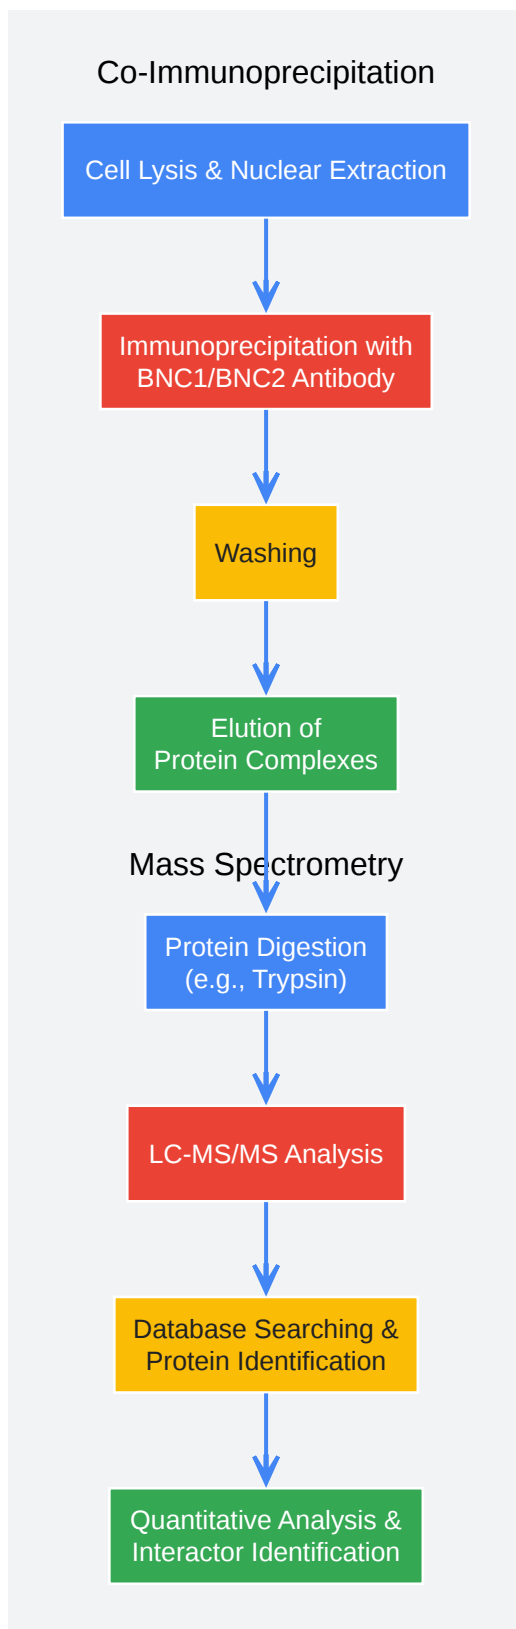 Co-Immunoprecipitation
Cell Lysis & Nuclear Extraction
Immunoprecipitation with
BNC1/BNC2 Antibody
Washing
Elution of
Protein Complexes
Mass Spectrometry
Protein Digestion
(e.g., Trypsin)
LC-MS/MS Analysis
Database Searching &
Protein Identification
Quantitative Analysis &
Interactor Identification